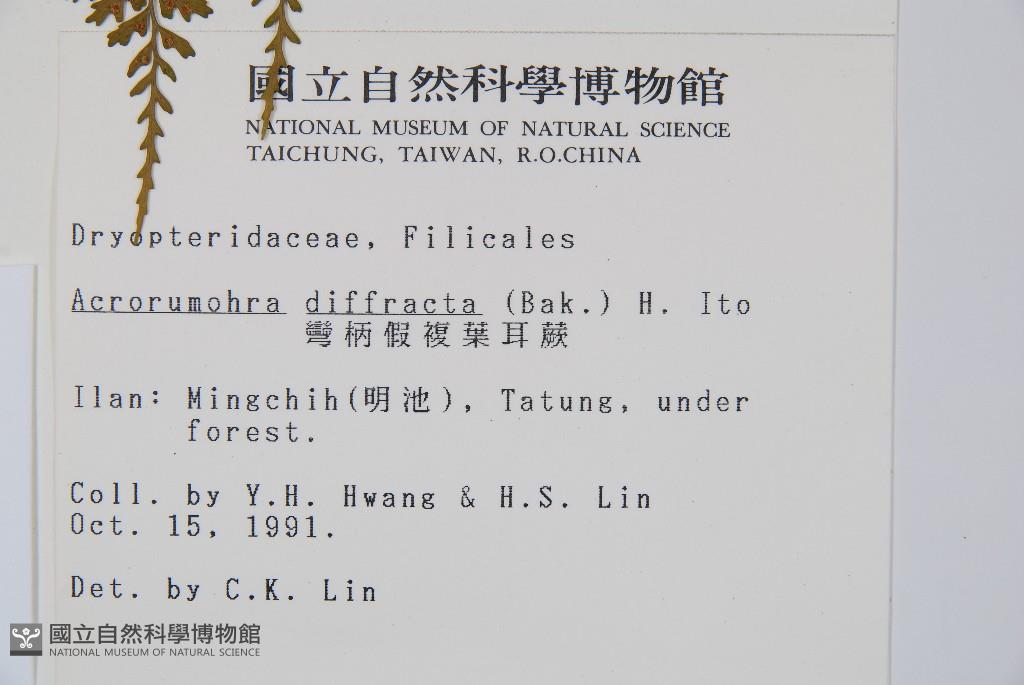 國立自然科學博物館
NATIONAL MUSEUM OF NATURAL SCIENCE
TAICHUNG, TAIWAN, R.O.CHINA
Dryopteridaceae, Filicales
Acrorumohra diffracta (Bak.) H. Ito
彎柄假複葉耳蕨
Ilan: Mingchih(明池), Tatung, under
forest.
Coll. by Y.H. Hwang & H.S. Lin
Oct. 15, 1991.
Det. by C.K. Lin
國立自然科學博物館
NATIONAL MUSEUM OF NATURAL SCIENCE